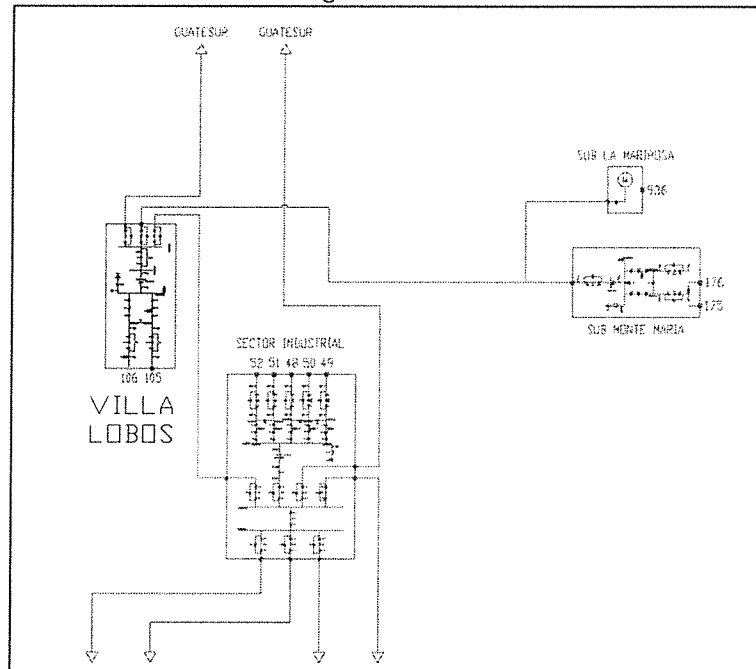 GUATESUR GUATESUR
SUB LA MARIPOSA
M
936
176
175
SUB MONTE MARIA
SECTOR INDUSTRIAL
52 51 48 50 49
106 105
VILLA
LOBOS